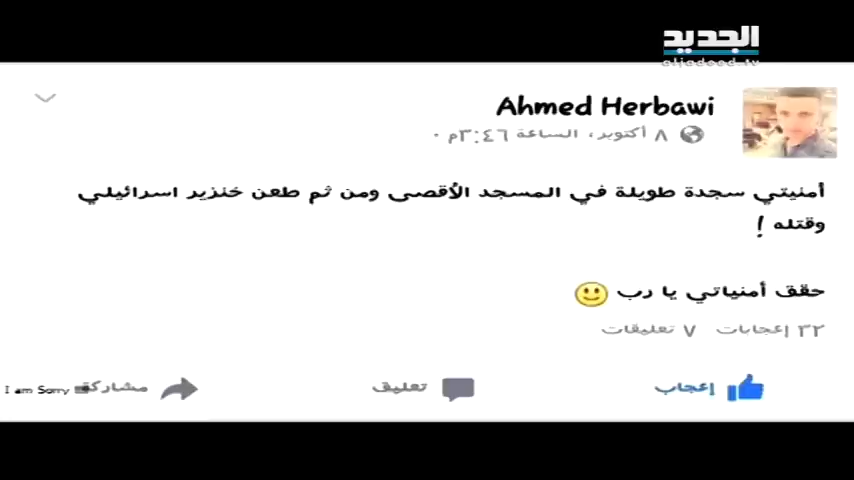 الجديد
aljadeed.tv
Ahmed Herbawi
٨ أكتوبر، الساعة ٣:٤٦م ·
أمنيتي سجدة طويلة في المسجد الأقصى ومن ثم طعن خنزير اسرائيلي
وقتله !
حقق أمنياتي يا رب 🙂
٣٢ إعجابات ٧ تعليقات
إعجاب تعليق مشاركة I am Sorry